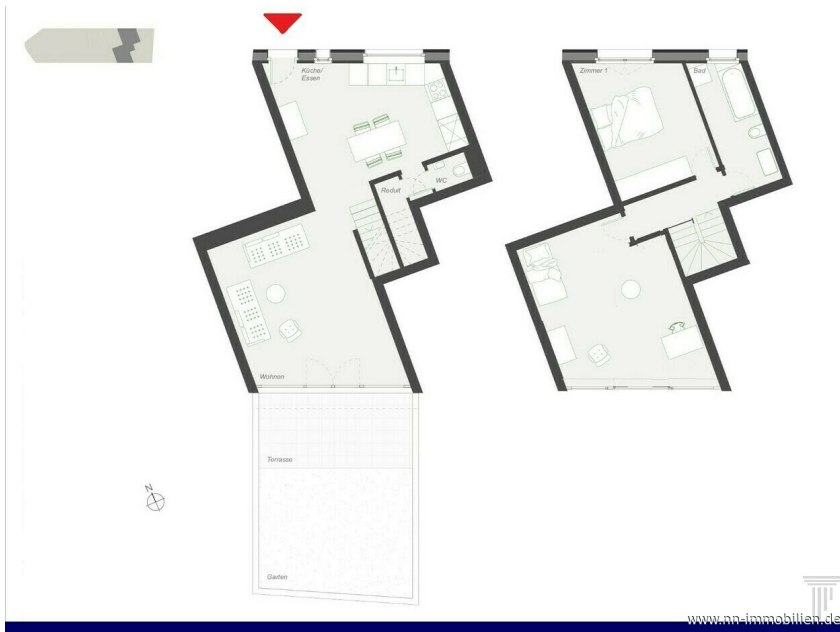 Küche/
Essen
Zimmer 1
Bad
WC
Reduit
Wohnen
Terrasse
N
Garten
www.nn-immobilien.de